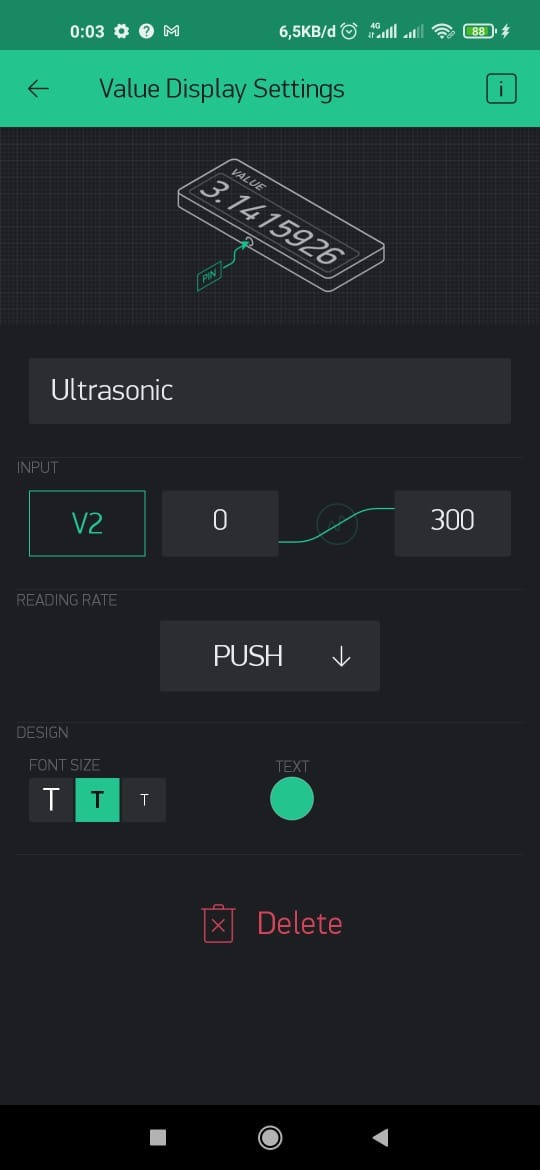 0:03 6,5KB/d 4G 88
Value Display Settings
VALUE
3.1415926
PIN
Ultrasonic
INPUT
V2 0 300
READING RATE
PUSH
DESIGN
FONT SIZE TEXT
T T T
Delete